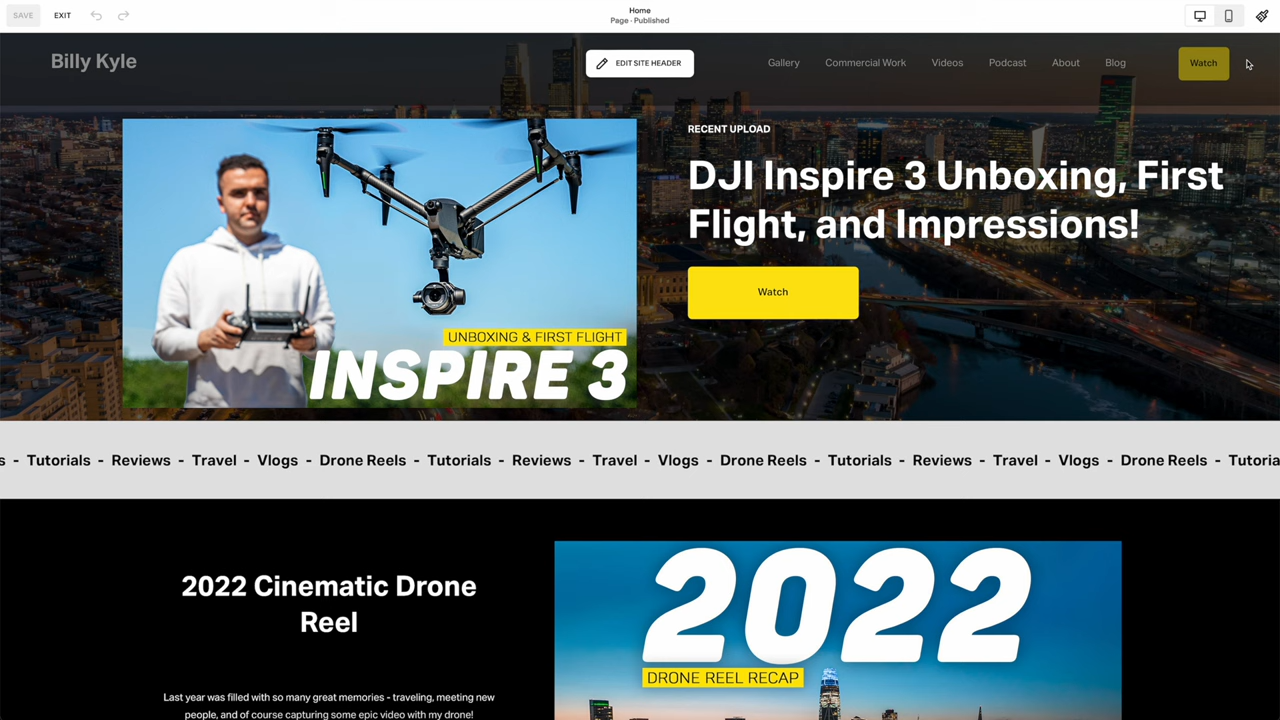 SAVE EXIT
Home
Page · Published
Billy Kyle
EDIT SITE HEADER
Gallery Commercial Work Videos Podcast About Blog Watch
RECENT UPLOAD
DJI Inspire 3 Unboxing, First
Flight, and Impressions!
Watch
UNBOXING & FIRST FLIGHT
INSPIRE 3
s - Tutorials - Reviews - Travel - Vlogs - Drone Reels - Tutorials - Reviews - Travel - Vlogs - Drone Reels - Tutorials - Reviews - Travel - Vlogs - Drone Reels - Tutoria
2022 Cinematic Drone
Reel
Last year was filled with so many great memories - traveling, meeting new
people, and of course capturing some epic video with my drone!
2022
DRONE REEL RECAP